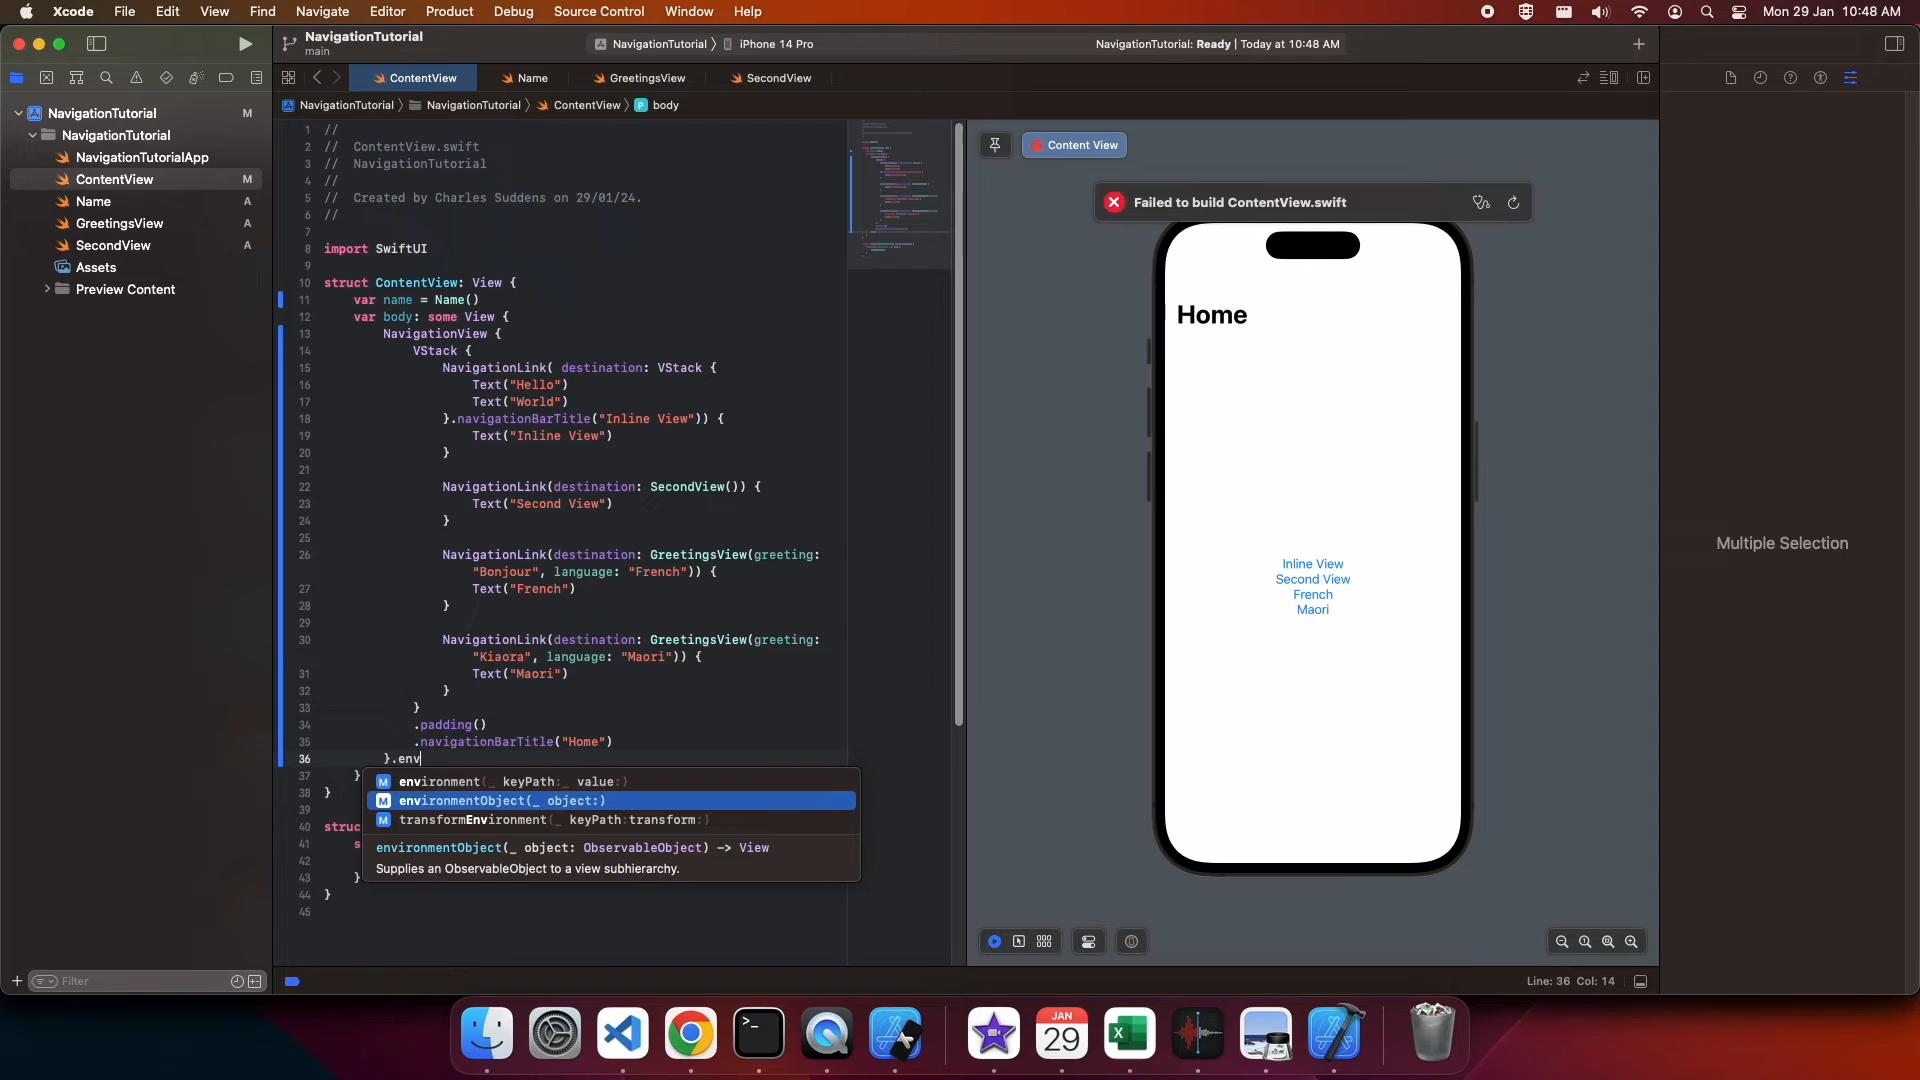 Xcode File Edit View Find Navigate Editor Product Debug Source Control Window Help Mon 29 Jan 10:48 AM
NavigationTutorial
main
NavigationTutorial iPhone 14 Pro
NavigationTutorial: Ready | Today at 10:48 AM
ContentView Name GreetingsView SecondView
NavigationTutorial NavigationTutorial ContentView P body
NavigationTutorial M
NavigationTutorial
NavigationTutorialApp
ContentView M
Name A
GreetingsView A
SecondView A
Assets
Preview Content
1 //
2 // ContentView.swift
3 // NavigationTutorial
4 //
5 // Created by Charles Suddens on 29/01/24.
6 //
7
8 import SwiftUI
9
10 struct ContentView: View {
11 var name = Name()
12 var body: some View {
13 NavigationView {
14 VStack {
15 NavigationLink( destination: VStack {
16 Text("Hello")
17 Text("World")
18 }.navigationBarTitle("Inline View")) {
19 Text("Inline View")
20 }
21
22 NavigationLink(destination: SecondView()) {
23 Text("Second View")
24 }
25
26 NavigationLink(destination: GreetingsView(greeting:
"Bonjour", language: "French")) {
27 Text("French")
28 }
29
30 NavigationLink(destination: GreetingsView(greeting:
"Kiaora", language: "Maori")) {
31 Text("Maori")
32 }
33 }
34 .padding()
35 .navigationBarTitle("Home")
36 }.env
37 }
38 }
39
40 struc
41 s
42
43 }
44 }
45
M environment(_ keyPath:_ value:)
M environmentObject(_ object:)
M transformEnvironment(_ keyPath:transform:)
environmentObject(_ object: ObservableObject) -> View
Supplies an ObservableObject to a view subhierarchy.
Content View
Failed to build ContentView.swift
Home
Inline View
Second View
French
Maori
Multiple Selection
Filter
Line: 36 Col: 14
JAN
29